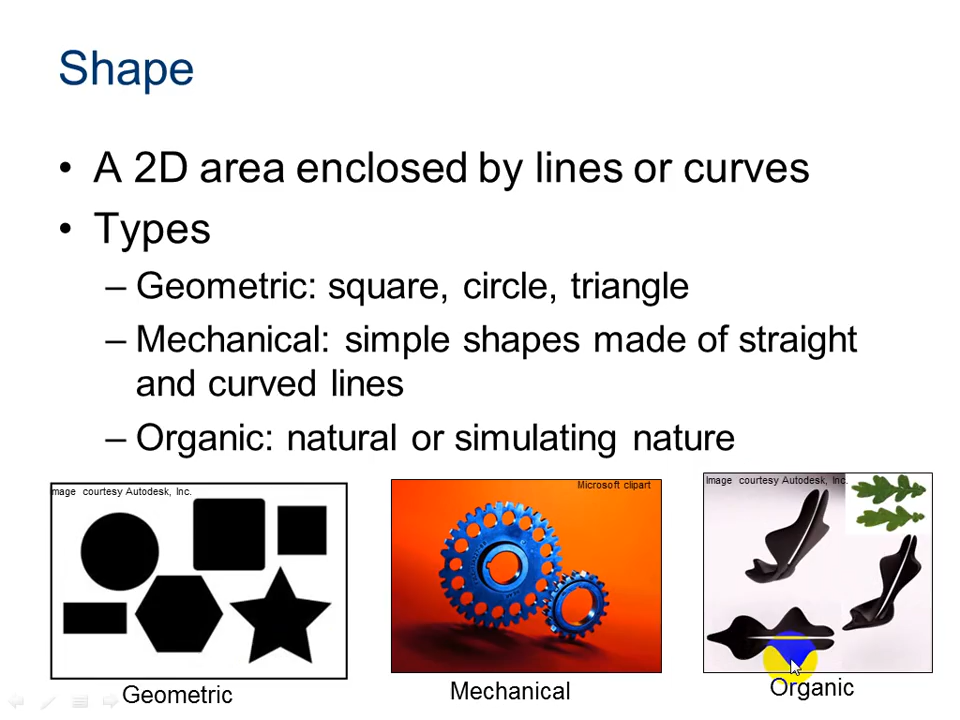 Shape
• A 2D area enclosed by lines or curves
• Types
– Geometric: square, circle, triangle
– Mechanical: simple shapes made of straight
and curved lines
– Organic: natural or simulating nature
mage courtesy Autodesk, Inc.
Microsoft clipart
Image courtesy Autodesk, Inc.
Geometric
Mechanical
Organic